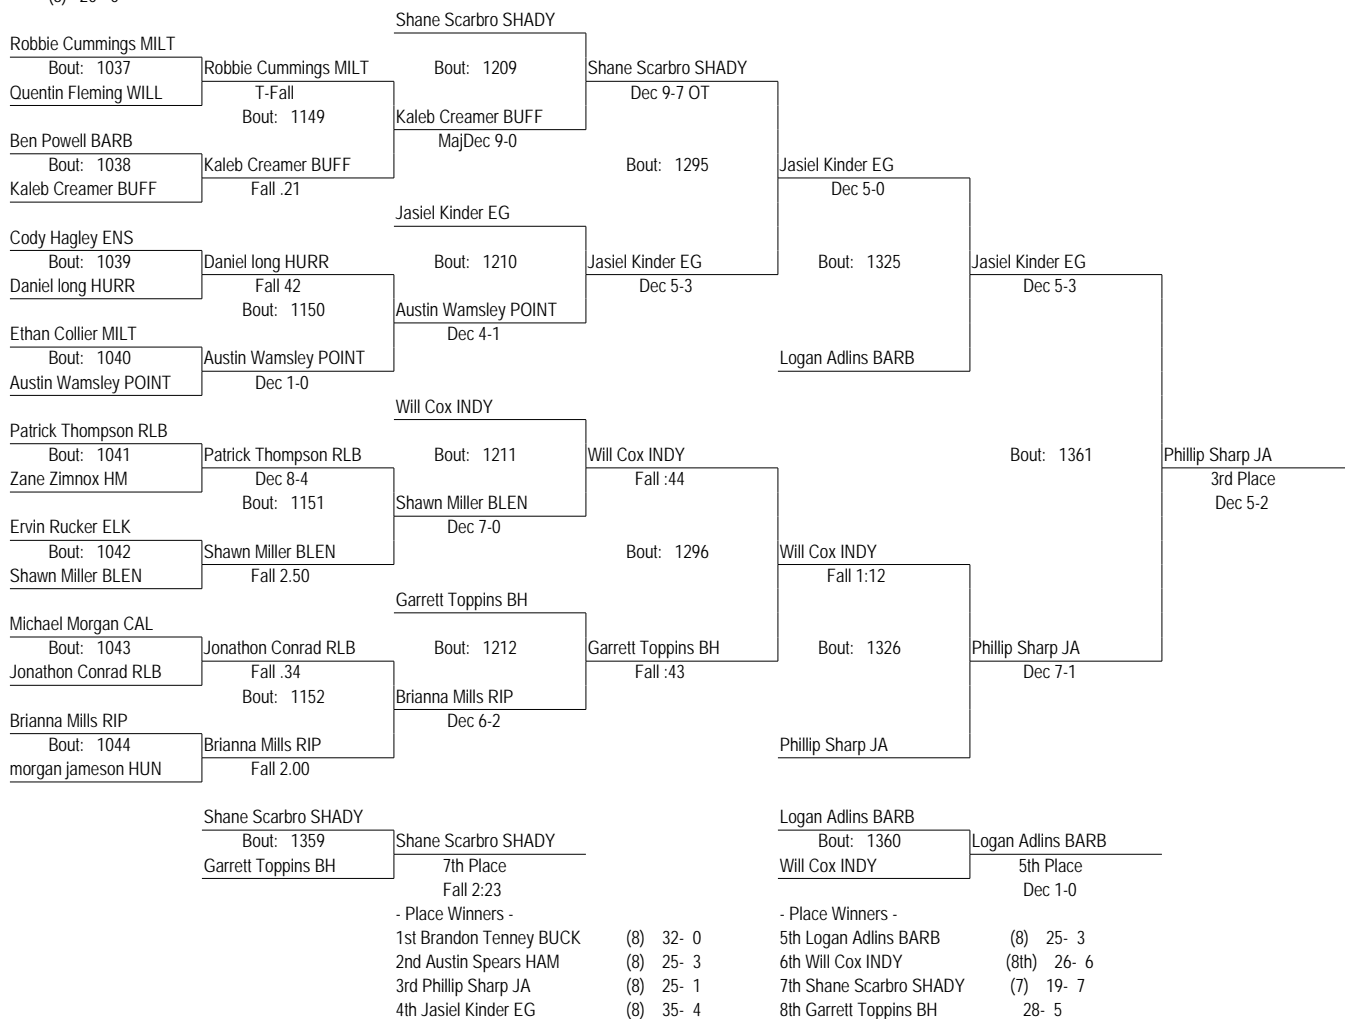 Shane Scarbro SHADY
Robbie Cummings MILT
Bout: 1037
Robbie Cummings MILT
Bout: 1209
Shane Scarbro SHADY
Quentin Fleming WILL
T-Fall
Dec 9-7 OT
Bout: 1149
Kaleb Creamer BUFF
Ben Powell BARB
MajDec 9-0
Bout: 1038
Kaleb Creamer BUFF
Bout: 1295
Jasiel Kinder EG
Kaleb Creamer BUFF
Fall .21
Dec 5-0
Jasiel Kinder EG
Cody Hagley ENS
Bout: 1039
Daniel long HURR
Bout: 1210
Jasiel Kinder EG
Bout: 1325
Jasiel Kinder EG
Daniel long HURR
Fall 42
Dec 5-3
Dec 5-3
Bout: 1150
Austin Wamsley POINT
Ethan Collier MILT
Dec 4-1
Bout: 1040
Austin Wamsley POINT
Logan Adlins BARB
Austin Wamsley POINT
Dec 1-0
Will Cox INDY
Patrick Thompson RLB
Bout: 1041
Patrick Thompson RLB
Bout: 1211
Will Cox INDY
Bout: 1361
Phillip Sharp JA
Zane Zimnox HM
Dec 8-4
Fall :44
3rd Place
Bout: 1151
Shawn Miller BLEN
Dec 5-2
Ervin Rucker ELK
Dec 7-0
Bout: 1042
Shawn Miller BLEN
Bout: 1296
Will Cox INDY
Shawn Miller BLEN
Fall 2.50
Fall 1:12
Garrett Toppins BH
Michael Morgan CAL
Bout: 1043
Jonathon Conrad RLB
Bout: 1212
Garrett Toppins BH
Bout: 1326
Phillip Sharp JA
Jonathon Conrad RLB
Fall .34
Fall :43
Dec 7-1
Bout: 1152
Brianna Mills RIP
Brianna Mills RIP
Dec 6-2
Bout: 1044
Brianna Mills RIP
Phillip Sharp JA
morgan jameson HUN
Fall 2.00
Shane Scarbro SHADY
Logan Adlins BARB
Bout: 1359
Shane Scarbro SHADY
Bout: 1360
Logan Adlins BARB
Garrett Toppins BH
7th Place
Will Cox INDY
5th Place
Fall 2:23
Dec 1-0
- Place Winners -
- Place Winners -
1st Brandon Tenney BUCK (8) 32- 0
5th Logan Adlins BARB (8) 25- 3
2nd Austin Spears HAM (8) 25- 3
6th Will Cox INDY (8th) 26- 6
3rd Phillip Sharp JA (8) 25- 1
7th Shane Scarbro SHADY (7) 19- 7
4th Jasiel Kinder EG (8) 35- 4
8th Garrett Toppins BH 28- 5